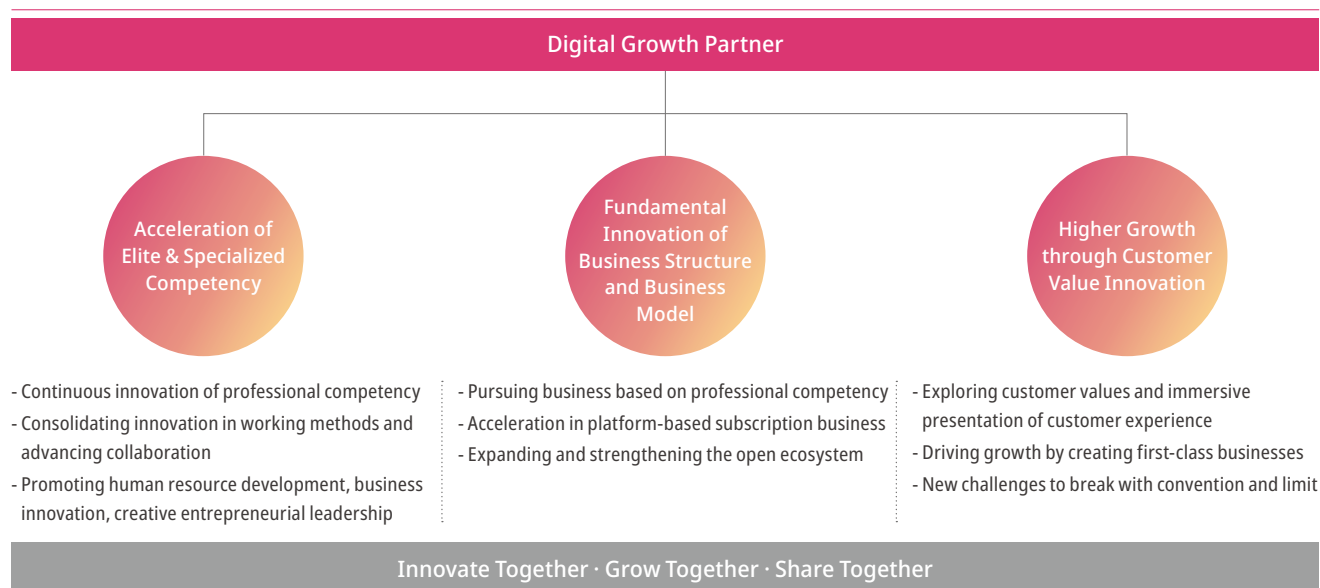 Digital Growth Partner
Acceleration of
Elite & Specialized
Competency
Fundamental
Innovation of
Business Structure
and Business
Model
Higher Growth
through Customer
Value Innovation
- Continuous innovation of professional competency
- Consolidating innovation in working methods and
advancing collaboration
- Promoting human resource development, business
innovation, creative entrepreneurial leadership
- Pursuing business based on professional competency
- Acceleration in platform-based subscription business
- Expanding and strengthening the open ecosystem
- Exploring customer values and immersive
presentation of customer experience
- Driving growth by creating first-class businesses
- New challenges to break with convention and limit
Innovate Together · Grow Together · Share Together